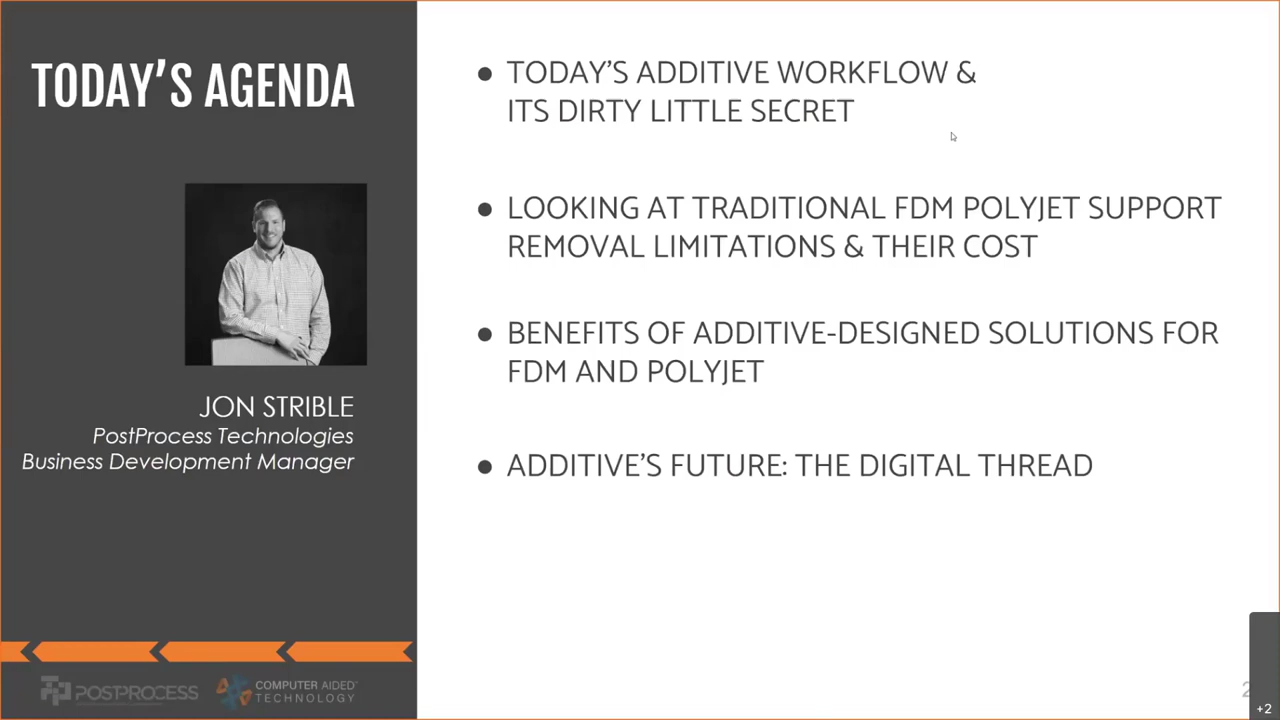 TODAY'S AGENDA
JON STRIBLE
PostProcess Technologies
Business Development Manager
POSTPROCESS
COMPUTER AIDED
TECHNOLOGY
● TODAY'S ADDITIVE WORKFLOW &
ITS DIRTY LITTLE SECRET
● LOOKING AT TRADITIONAL FDM POLYJET SUPPORT
REMOVAL LIMITATIONS & THEIR COST
● BENEFITS OF ADDITIVE-DESIGNED SOLUTIONS FOR
FDM AND POLYJET
● ADDITIVE'S FUTURE: THE DIGITAL THREAD
2
+2